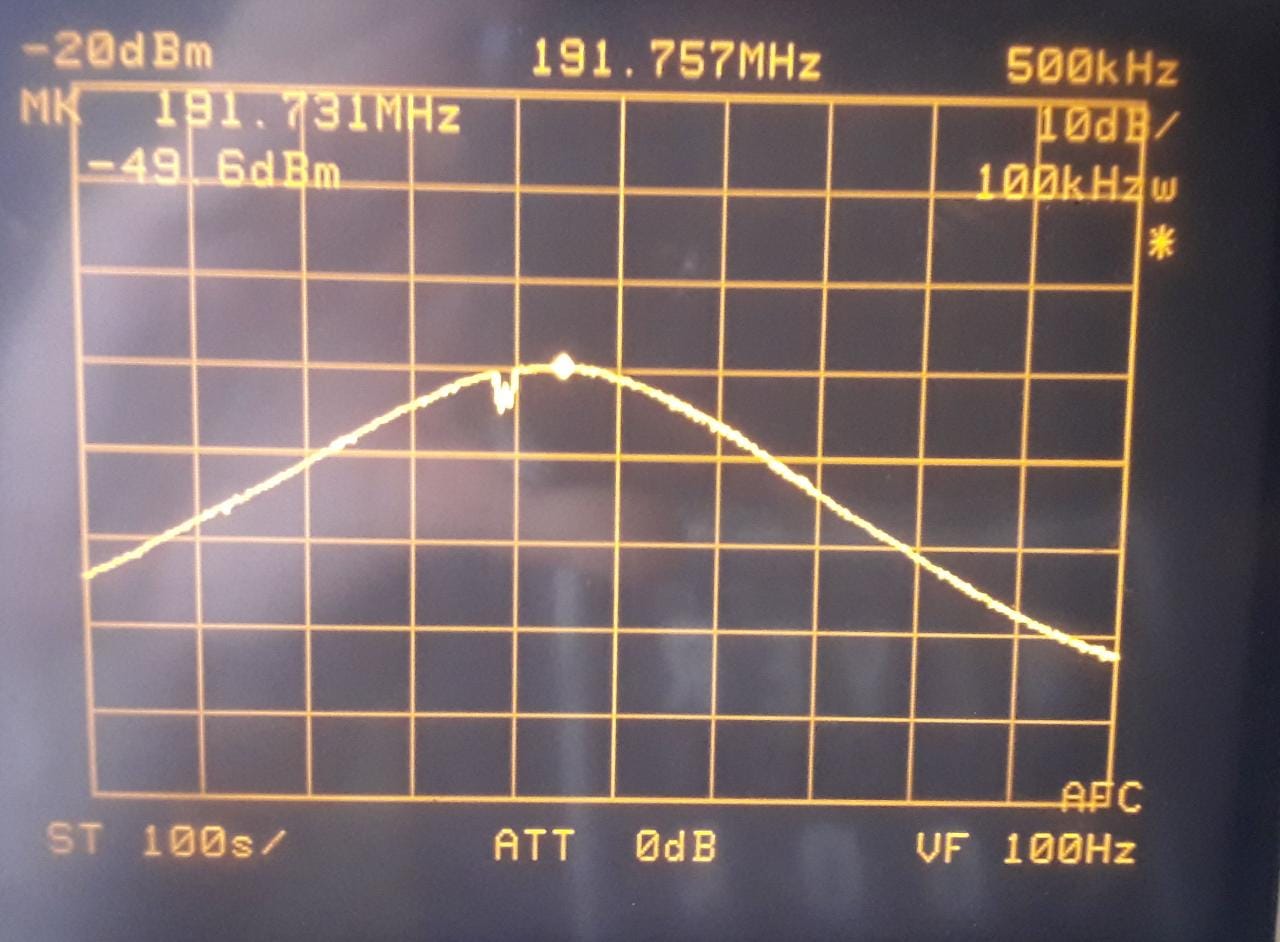 -20dBm 191.757MHz 500kHz
MK 191.731MHz 10dB/
-49.6dBm 100kHz w
*
AFC
ST 100s/ ATT 0dB VF 100Hz